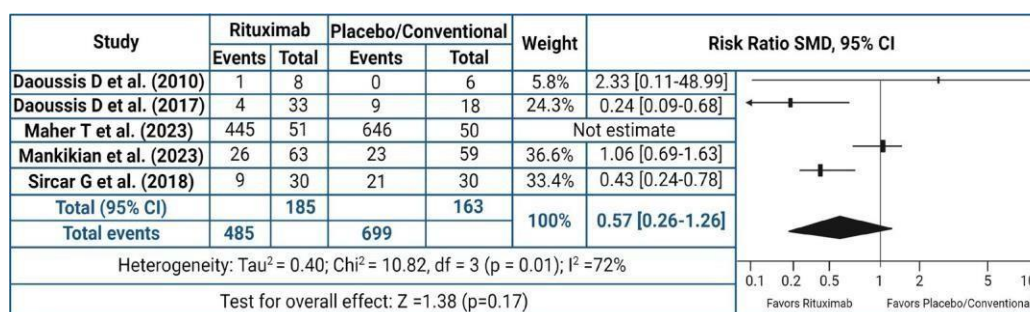 Study Rituximab Placebo/Conventional Weight Risk Ratio SMD, 95% CI
Events Total Events Total
Daoussis D et al. (2010) 1 8 0 6 5.8% 2.33 [0.11-48.99]
Daoussis D et al. (2017) 4 33 9 18 24.3% 0.24 [0.09-0.68]
Maher T et al. (2023) 445 51 646 50 Not estimate
Mankikian et al. (2023) 26 63 23 59 36.6% 1.06 [0.69-1.63]
Sircar G et al. (2018) 9 30 21 30 33.4% 0.43 [0.24-0.78]
Total (95% CI) 185 163 100% 0.57 [0.26-1.26]
Total events 485 699
Heterogeneity: Tau² = 0.40; Chi² = 10.82, df = 3 (p = 0.01); I² =72%
Test for overall effect: Z =1.38 (p=0.17)
0.1 0.2 0.5 1 2 5 10
Favors Rituximab Favors Placebo/Conventional